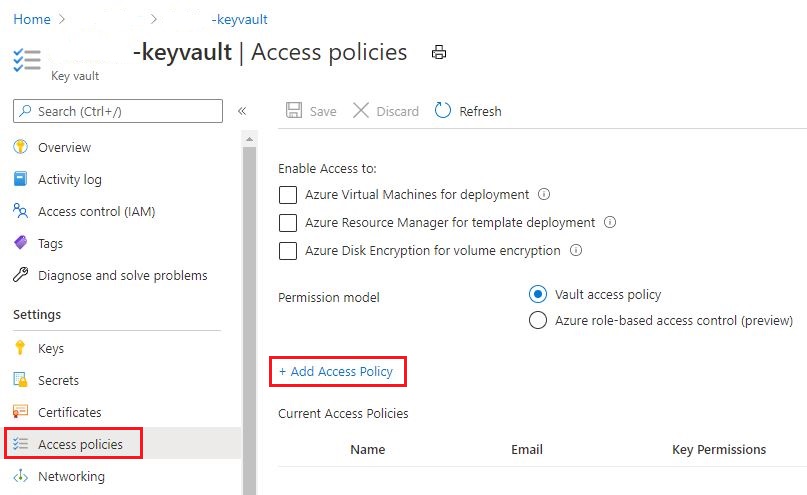 Home > > -keyvault
-keyvault | Access policies
Key vault
Search (Ctrl+/)
«
Save
Discard
Refresh
Overview
Activity log
Access control (IAM)
Tags
Diagnose and solve problems
Settings
Keys
Secrets
Certificates
Access policies
Networking
Enable Access to:
Azure Virtual Machines for deployment
Azure Resource Manager for template deployment
Azure Disk Encryption for volume encryption
Permission model
Vault access policy
Azure role-based access control (preview)
+ Add Access Policy
Current Access Policies
Name Email Key Permissions